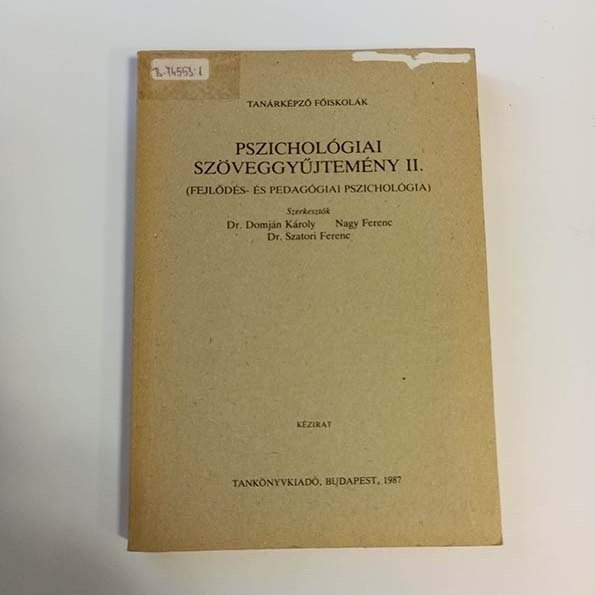 B-74553/1
TANÁRKÉPZŐ FŐISKOLÁK
PSZICHOLÓGIAI
SZÖVEGGYŰJTEMÉNY II.
(FEJLŐDÉS- ÉS PEDAGÓGIAI PSZICHOLÓGIA)
Szerkesztők
Dr. Domján Károly Nagy Ferenc
Dr. Szatori Ferenc
KÉZIRAT
TANKÖNYVKIADÓ, BUDAPEST, 1987